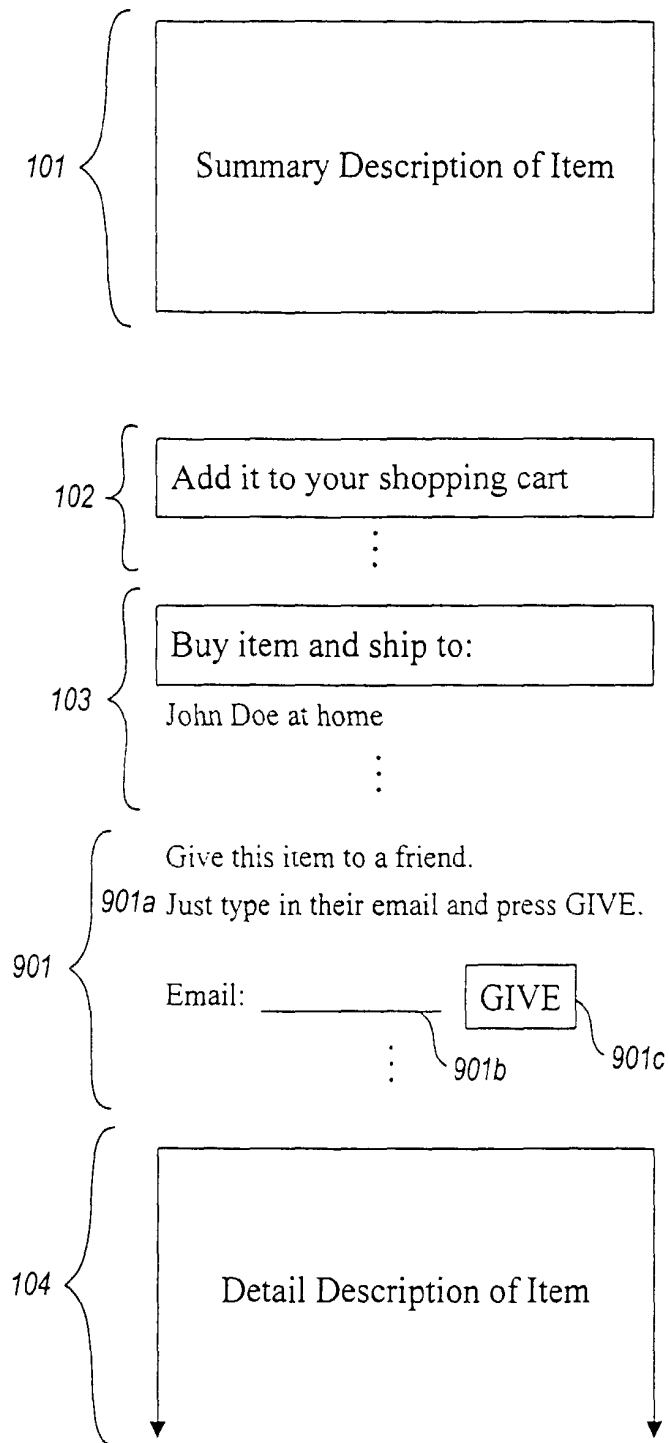 101
Summary Description of Item
102
Add it to your shopping cart
103
Buy item and ship to:
John Doe at home
901
Give this item to a friend.
901a Just type in their email and press GIVE.
Email: GIVE
901b
901c
104
Detail Description of Item